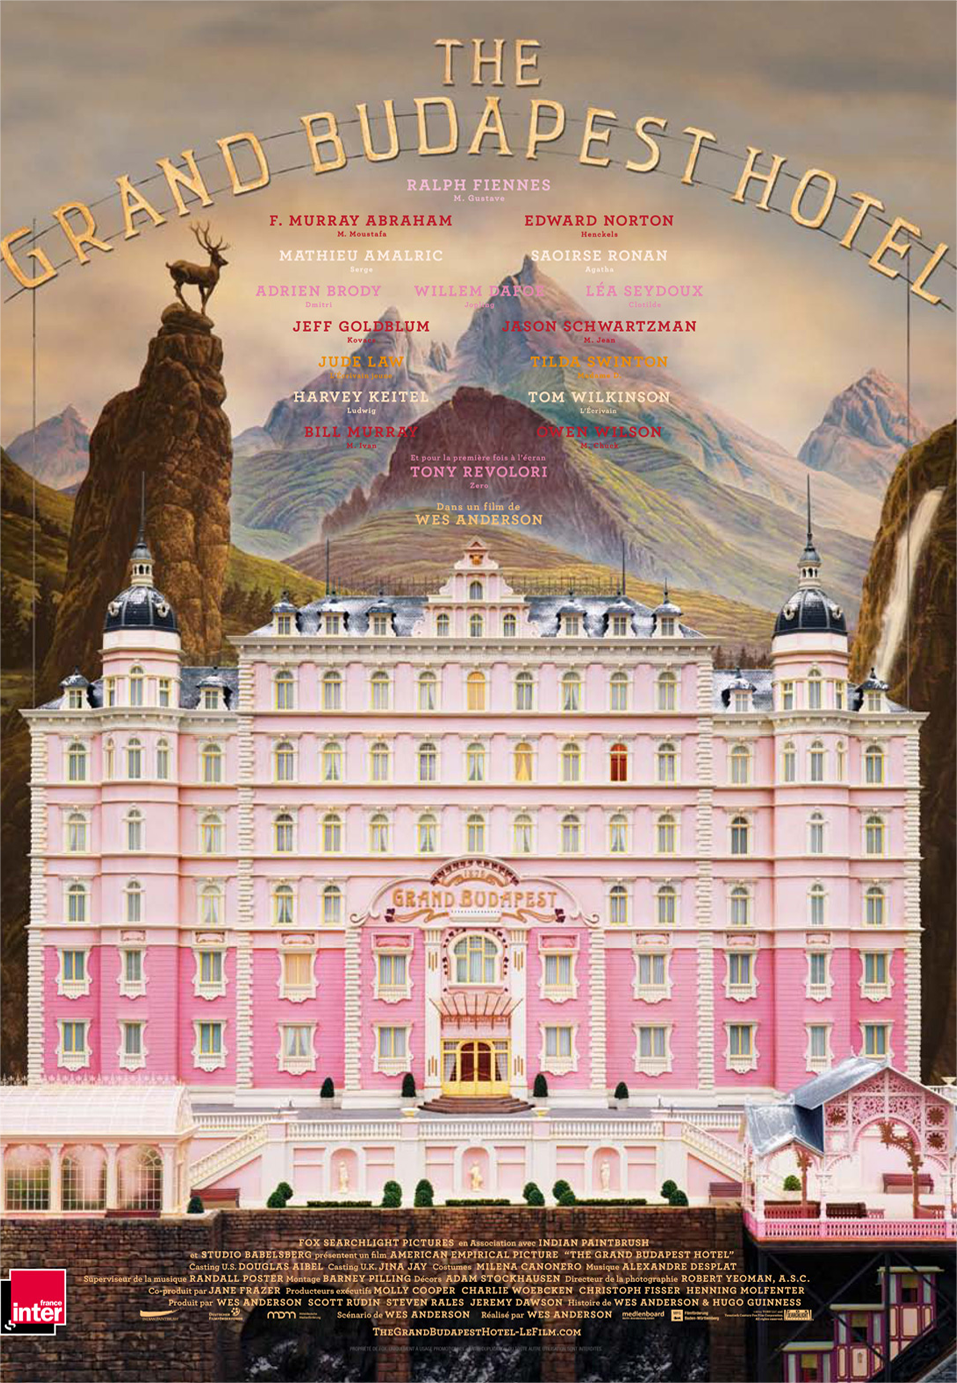 THE
GRAND BUDAPEST HOTEL
RALPH FIENNES
M. Gustave
F. MURRAY ABRAHAM EDWARD NORTON
M. Moustafa Henckels
MATHIEU AMALRIC SAOIRSE RONAN
Serge Agatha
ADRIEN BRODY WILLEM DAFOE LÉA SEYDOUX
Dmitri Clotilde
JEFF GOLDBLUM JASON SCHWARTZMAN
Kovacs M. Jean
JUDE LAW TILDA SWINTON
HARVEY KEITEL TOM WILKINSON
Ludwig L'Écrivain
BILL MURRAY OWEN WILSON
M. Ivan M. Chuck
Et pour la première fois à l'écran
TONY REVOLORI
Zero
Dans un film de
WES ANDERSON
GRAND BUDAPEST
FOX SEARCHLIGHT PICTURES en Association avec INDIAN PAINTBRUSH
et STUDIO BABELSBERG présentent un film AMERICAN EMPIRICAL PICTURE "THE GRAND BUDAPEST HOTEL"
Casting U.S. DOUGLAS AIBEL Casting U.K. JINA JAY Costumes MILENA CANONERO Musique ALEXANDRE DESPLAT
Superviseur de la musique RANDALL POSTER Montage BARNEY PILLING Décors ADAM STOCKHAUSEN Directeur de la photographie ROBERT YEOMAN, A.S.C.
Co-produit par JANE FRAZER Producteurs exécutifs MOLLY COOPER CHARLIE WOEBCKEN CHRISTOPH FISSER HENNING MOLFENTER
Produit par WES ANDERSON SCOTT RUDIN STEVEN RALES JEREMY DAWSON Histoire de WES ANDERSON & HUGO GUINNESS
Scénario de WES ANDERSON Réalisé par WES ANDERSON
mdm
medienboard
THEGRANDBUDAPESTHOTEL-LEFILM.COM
france
inter